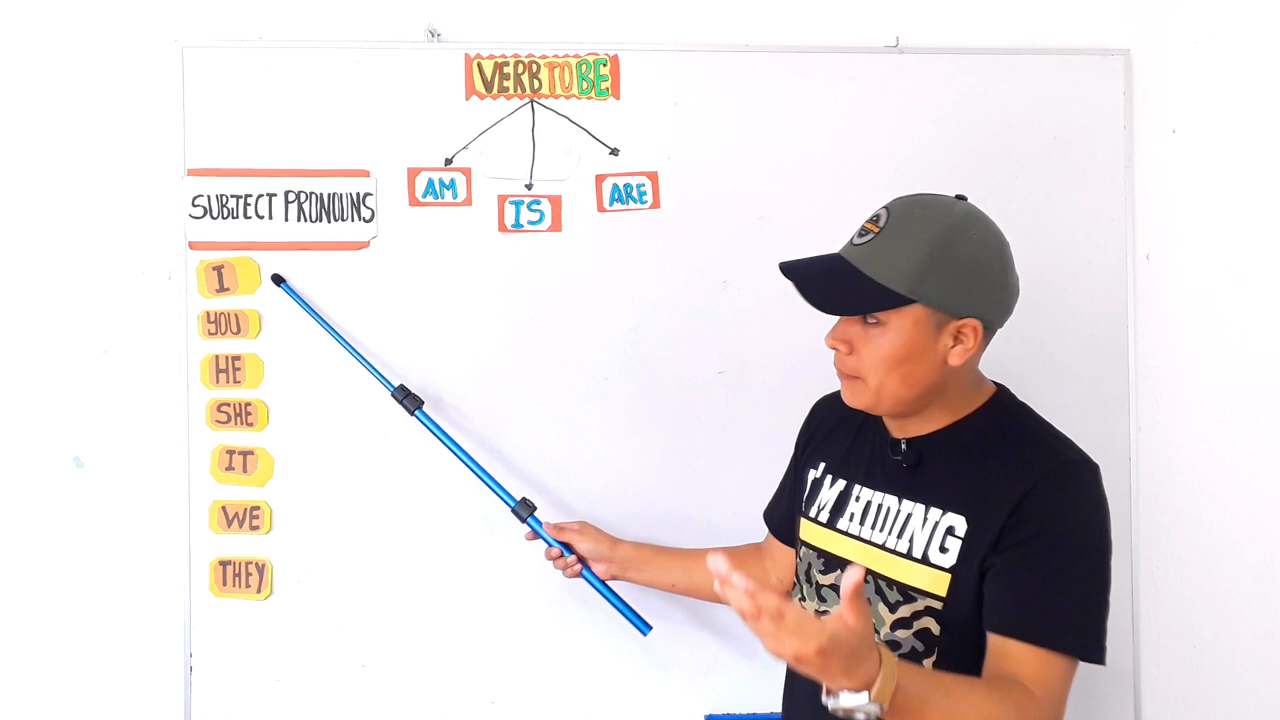 VERB TO BE
AM
IS
ARE
SUBJECT PRONOUNS
I
YOU
HE
SHE
IT
WE
THEY
I'M HIDING